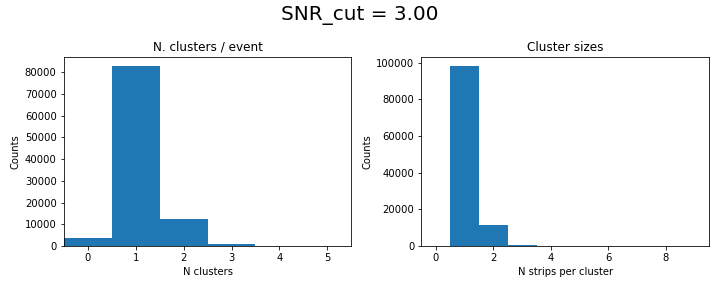 SNR_cut = 3.00
N. clusters / event
Counts
80000
70000
60000
50000
40000
30000
20000
10000
0
0 1 2 3 4 5
N clusters
Cluster sizes
Counts
100000
80000
60000
40000
20000
0
0 2 4 6 8
N strips per cluster